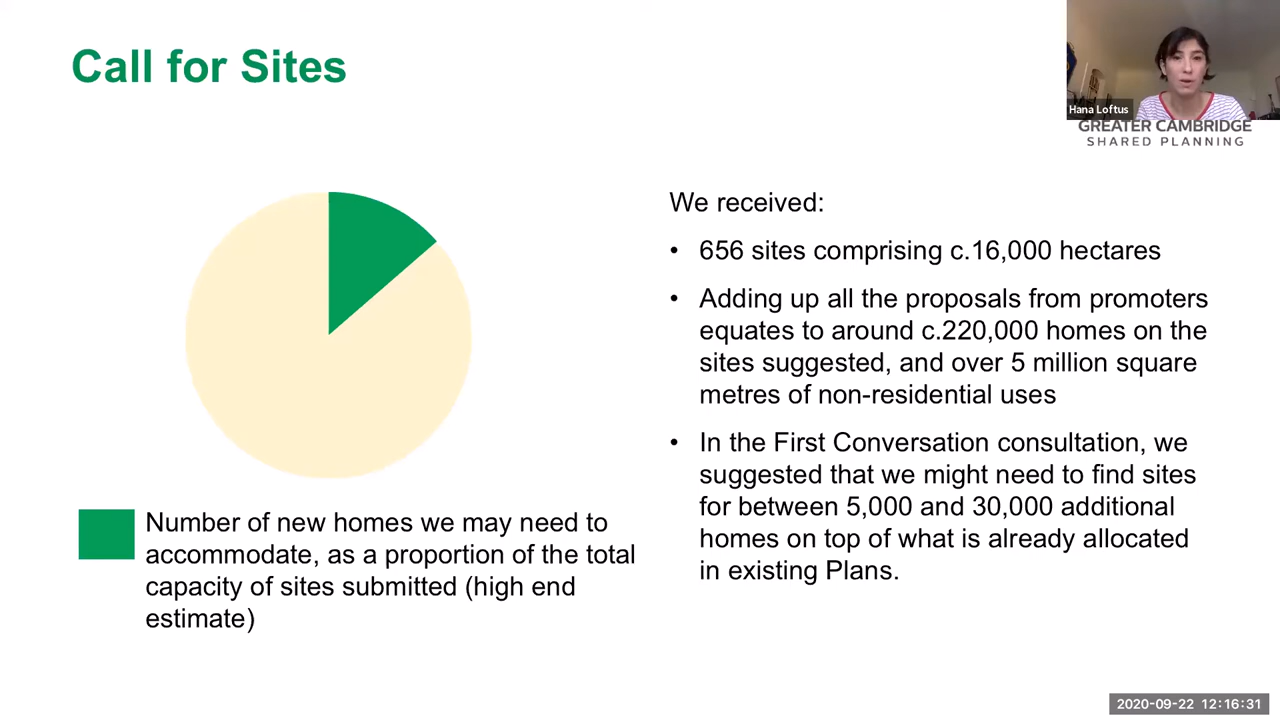 Call for Sites
Hana Loftus
GREATER CAMBRIDGE
SHARED PLANNING
We received:
• 656 sites comprising c.16,000 hectares
• Adding up all the proposals from promoters
equates to around c.220,000 homes on the
sites suggested, and over 5 million square
metres of non-residential uses
• In the First Conversation consultation, we
suggested that we might need to find sites
for between 5,000 and 30,000 additional
homes on top of what is already allocated
in existing Plans.
Number of new homes we may need to
accommodate, as a proportion of the total
capacity of sites submitted (high end
estimate)
2020-09-22 12:16:31